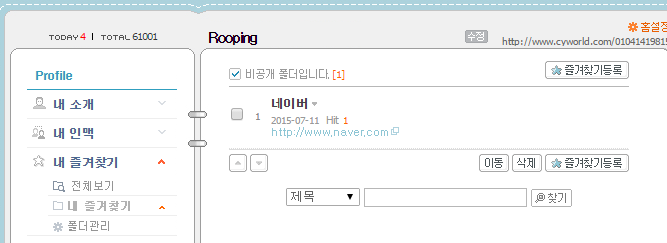 TODAY 4 | TOTAL 61001
Rooping
수정
홈설정
http://www.cyworld.com/0104141981
Profile
내 소개
내 인맥
내 즐겨찾기
전체보기
내 즐겨찾기
폴더관리
비공개 폴더입니다. [1]
즐겨찾기등록
1
네이버
2015-07-11 Hit 1
http://www.naver.com
이동
삭제
즐겨찾기등록
제목
찾기